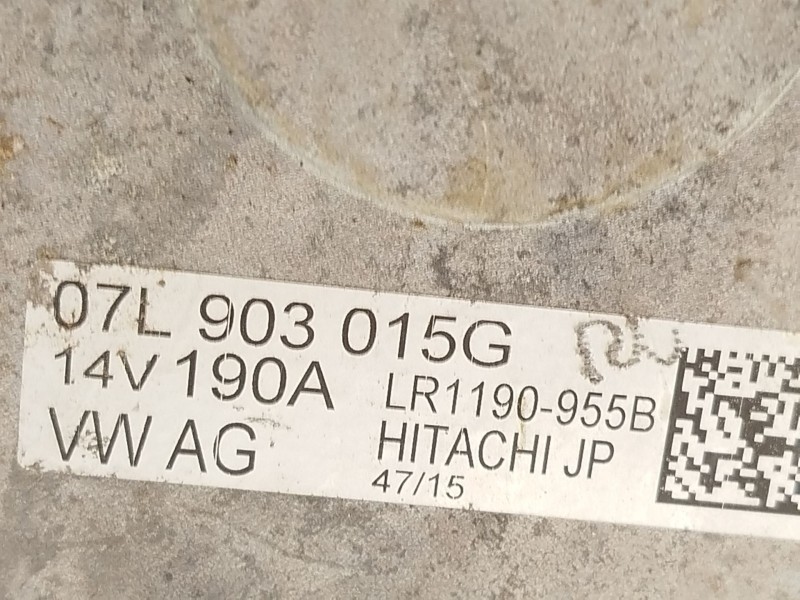 07L 903 015G
14V 190A LR1190-955B
VW AG HITACHI JP
47/15